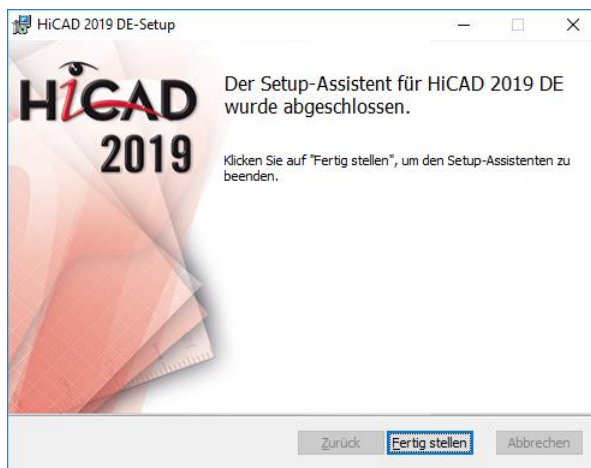 HiCAD 2019 DE-Setup
HiCAD
2019
Der Setup-Assistent für HiCAD 2019 DE
wurde abgeschlossen.
Klicken Sie auf "Fertig stellen", um den Setup-Assistenten zu
beenden.
Zurück Fertig stellen Abbrechen